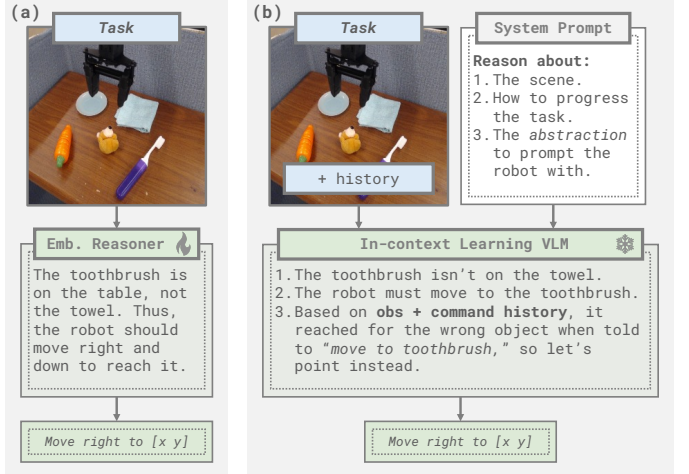 (a)
Task
Emb. Reasoner
The toothbrush is
on the table, not
the towel. Thus,
the robot should
move right and
down to reach it.
Move right to [x y]
(b)
Task
+ history
System Prompt
Reason about:
1. The scene.
2. How to progress
the task.
3. The abstraction
to prompt the
robot with.
In-context Learning VLM
1. The toothbrush isn't on the towel.
2. The robot must move to the toothbrush.
3. Based on obs + command history, it
reached for the wrong object when told
to "move to toothbrush," so let's
point instead.
Move right to [x y]